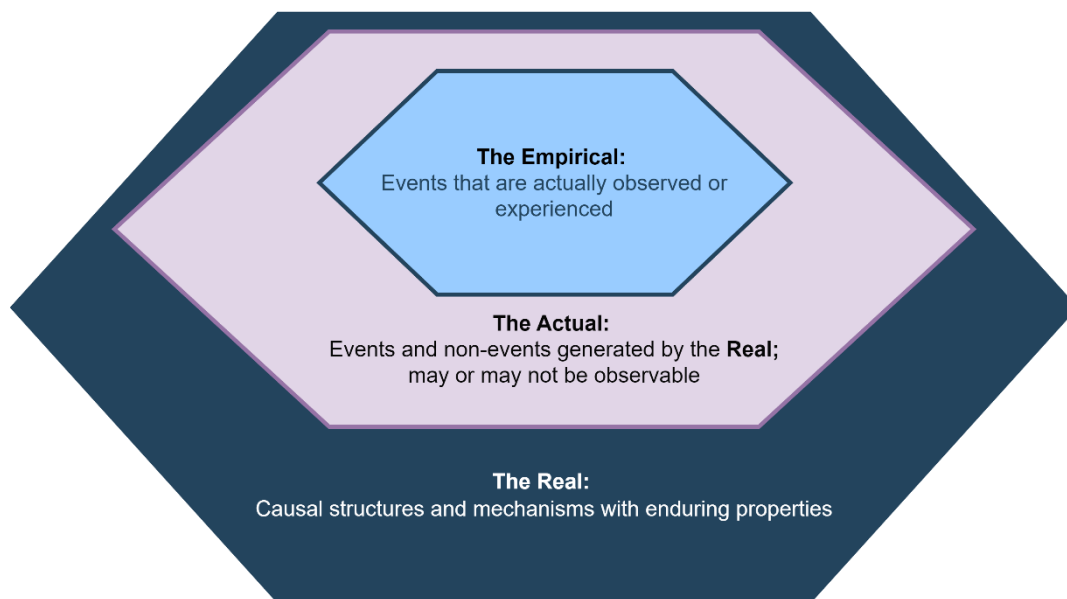 The Empirical:
Events that are actually observed or
experienced
The Actual:
Events and non-events generated by the Real;
may or may not be observable
The Real:
Causal structures and mechanisms with enduring properties